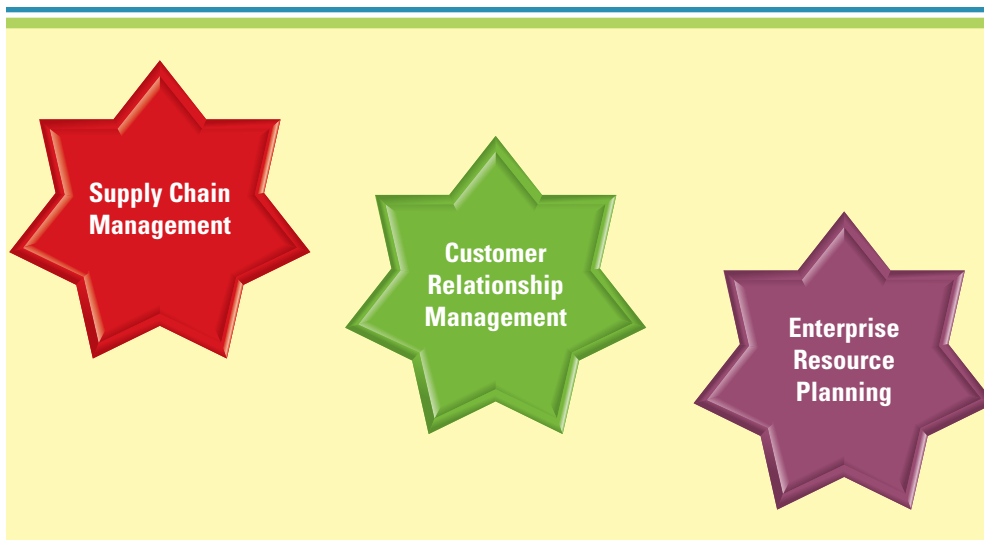 Supply Chain
Management
Customer
Relationship
Management
Enterprise
Resource
Planning